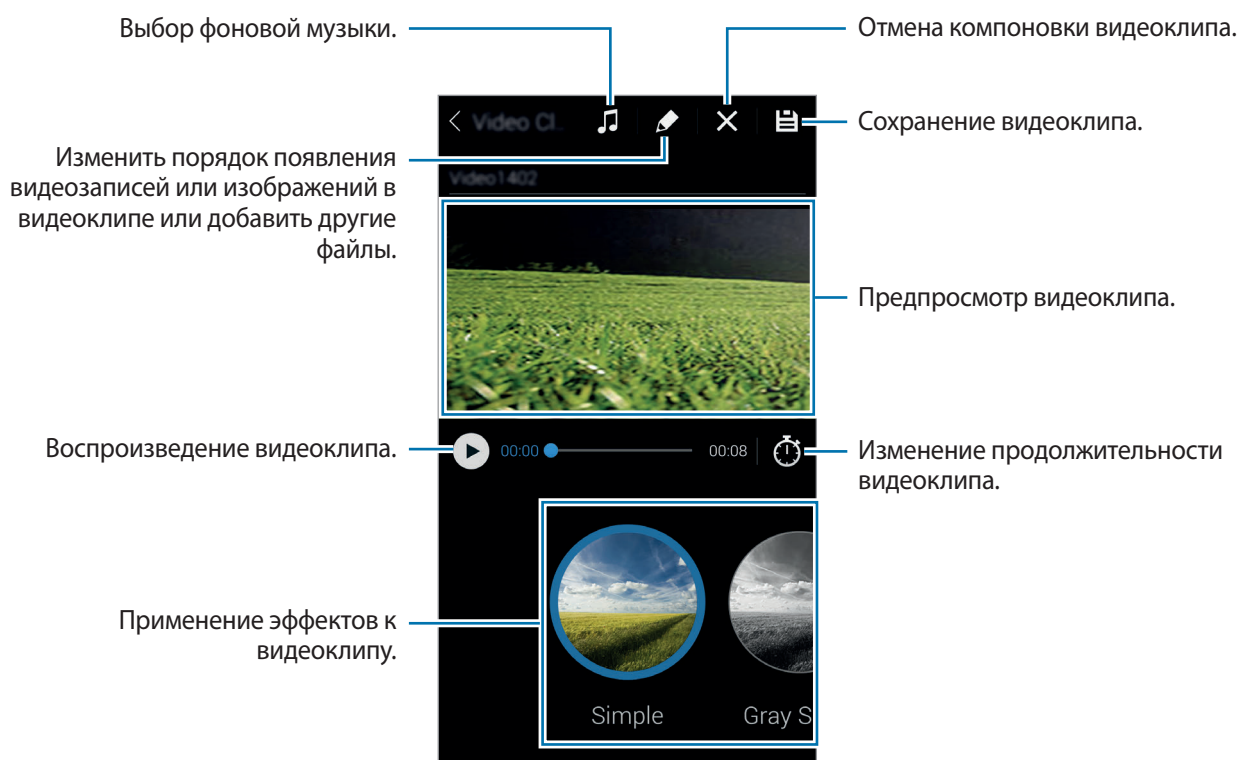 Выбор фоновой музыки.
Отмена компоновки видеоклипа.
Video Cl...
Сохранение видеоклипа.
Изменить порядок появления
видеозаписей или изображений в
видеоклипе или добавить другие
файлы.
Video1402
Предпросмотр видеоклипа.
Воспроизведение видеоклипа.
00:00
00:08
Изменение продолжительности
видеоклипа.
Применение эффектов к
видеоклипу.
Simple
Gray S